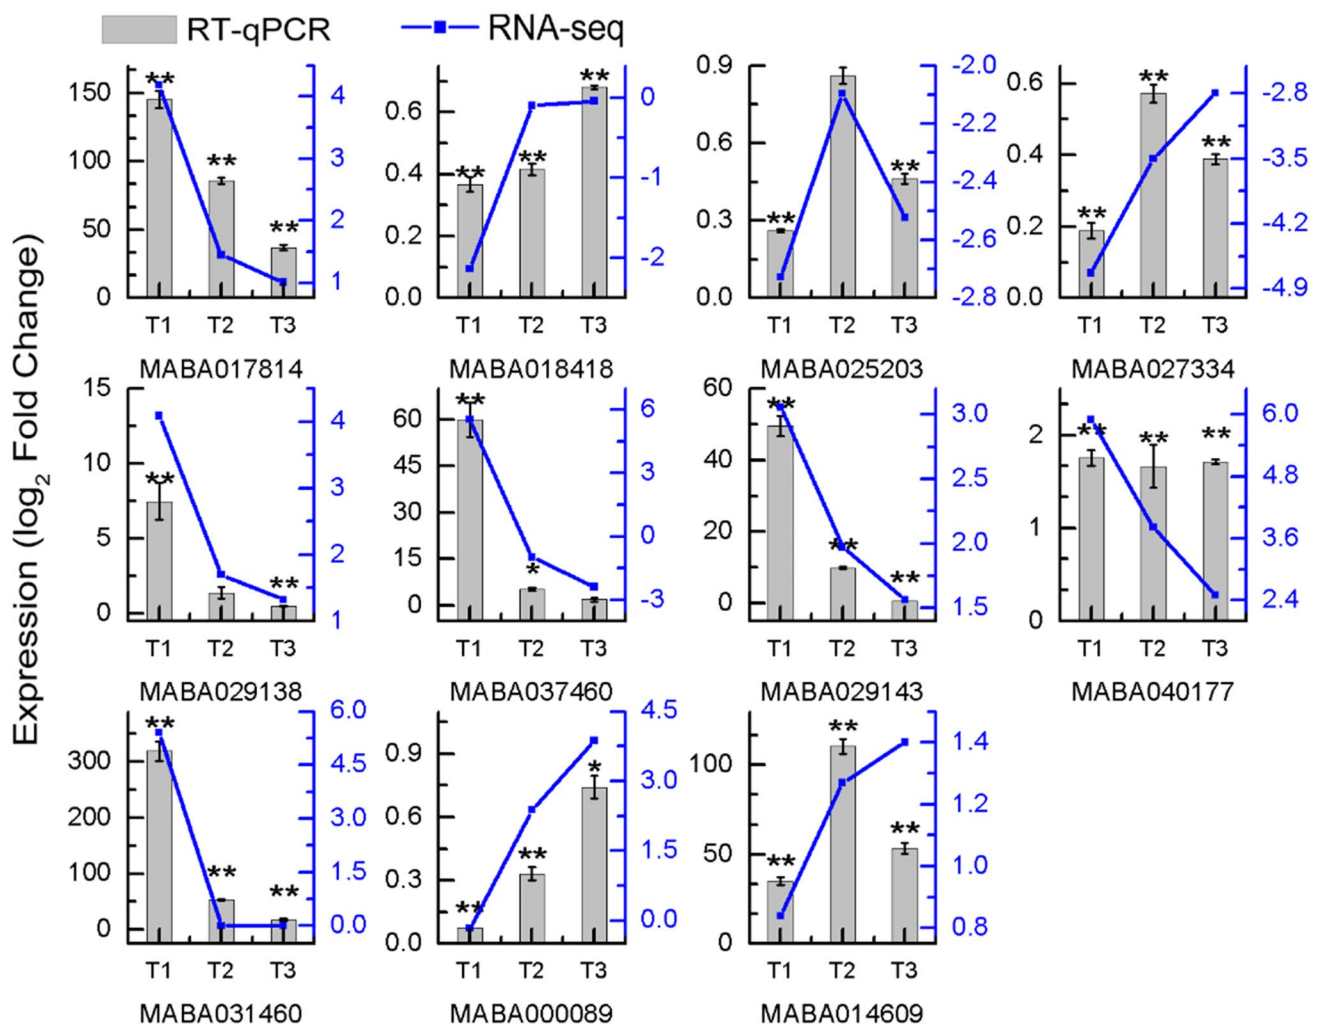 RT-qPCR RNA-seq
Expression (log2 Fold Change)
150 100 50 0
** ** **
4 3 2 1
T1 T2 T3
MABA017814
0.6 0.4 0.2 0.0
** ** **
0 -1 -2
T1 T2 T3
MABA018418
0.9 0.6 0.3 0.0
** **
-2.0 -2.2 -2.4 -2.6 -2.8
T1 T2 T3
MABA025203
0.6 0.4 0.2 0.0
** ** **
-2.8 -3.5 -4.2 -4.9
T1 T2 T3
MABA027334
15 10 5 0
** **
4 3 2 1
T1 T2 T3
MABA029138
60 45 30 15 0
** *
6 3 0 -3
T1 T2 T3
MABA037460
60 40 20 0
** ** **
3.0 2.5 2.0 1.5
T1 T2 T3
MABA029143
2 1 0
** ** **
6.0 4.8 3.6 2.4
T1 T2 T3
MABA040177
300 200 100 0
** ** **
6.0 4.5 3.0 1.5 0.0
T1 T2 T3
MABA031460
0.9 0.6 0.3 0.0
** ** *
4.5 3.0 1.5 0.0
T1 T2 T3
MABA000089
100 50 0
** ** **
1.4 1.2 1.0 0.8
T1 T2 T3
MABA014609